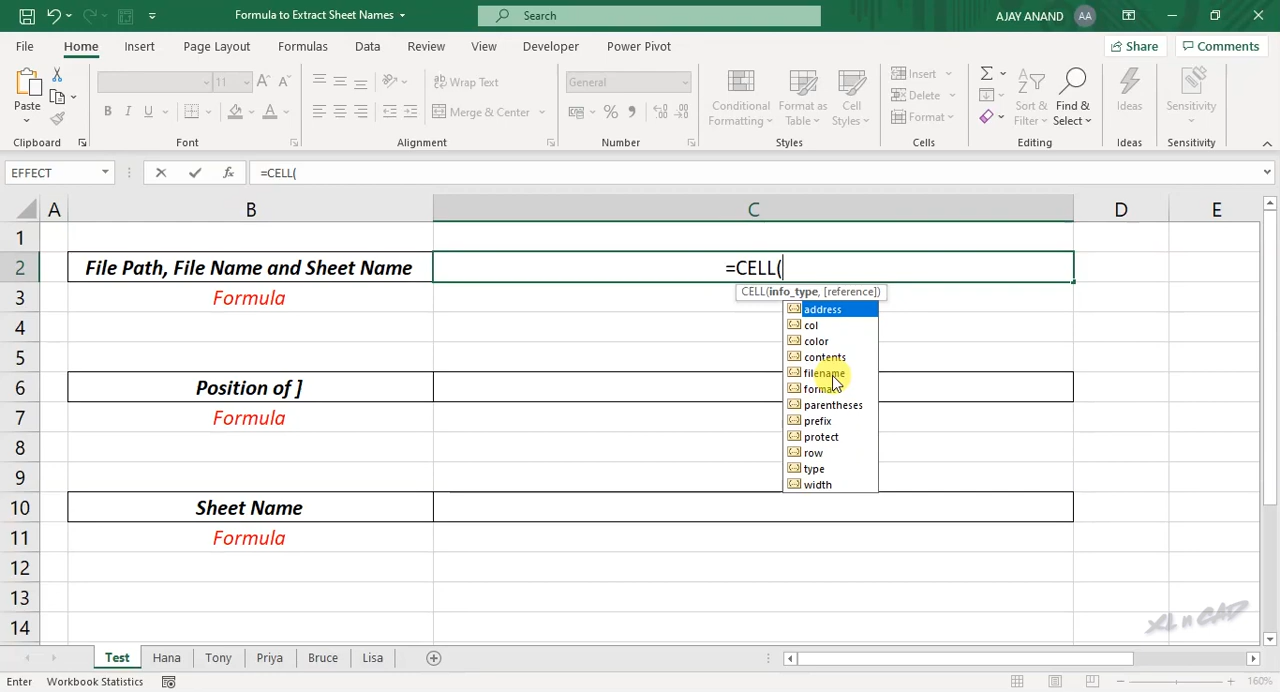 Formula to Extract Sheet Names
Search
AJAY ANAND AA
File Home Insert Page Layout Formulas Data Review View Developer Power Pivot Share Comments
Paste
11
B I U
Wrap Text
Merge & Center
General
Conditional Formatting
Format as Table
Cell Styles
Insert
Delete
Format
Sort & Filter
Find & Select
Ideas
Sensitivity
Clipboard Font Alignment Number Styles Cells Editing Ideas Sensitivity
EFFECT fx =CELL(
A B C D E
1
2 File Path, File Name and Sheet Name =CELL(
CELL(info_type, [reference])
3 Formula
address
col
color
contents
filename
format
parentheses
prefix
protect
row
type
width
4
5
6 Position of ]
7 Formula
8
9
10 Sheet Name
11 Formula
12
13
14
XL n CAD
Test Hana Tony Priya Bruce Lisa
Enter Workbook Statistics 160%